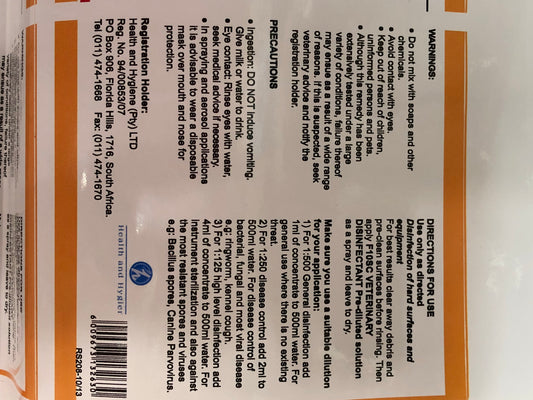 WARNINGS:
• Do not mix with soaps and other
chemicals.
• Avoid contact with eyes.
• Keep out of reach of children,
uninformed persons and pets.
• Although this remedy has been
extensively tested under a large
variety of conditions, failure thereof
may ensue as a result of a wide range
of reasons. If this is suspected, seek
veterinary advice and notify the
registration holder.
PRECAUTIONS
• Ingestion: DO NOT induce vomiting.
Give milk or water to drink.
• Eye contact: Rinse eyes with water,
seek medical advice if necessary.
• In spraying and aerosol applications
it is advisable to wear a disposable
mask over mouth and nose for
protection.
Registration Holder:
Health and Hygiene (Pty) LTD
Reg. No. 94/00853/07
PO Box 906, Florida Hills, 1716, South Africa.
Tel (011) 474-1668 Fax: (011) 474-1670
DIRECTIONS FOR USE
Use only as directed
Disinfection of hard surfaces and
equipment
For best results clear away debris and
pre-clean surfaces before rinsing. Then
apply F10SC VETERINARY
DISINFECTANT Pre-diluted solution
as a spray and leave to dry.
Make sure you use a suitable dilution
for your application:
1) For 1:500 General disinfection add
1ml of concentrate to 500ml water. For
general use where there is no existing
threat.
2) For 1:250 disease control add 2ml to
500ml water. For disease control of
bacterial, fungal and most viral disease
e.g: ringworm, kennel cough.
3) For 1:125 high level disinfection add
4ml of concentrate to 500ml water. For
instrument sterilization and also against
the most resistant spores and viruses
e.g: Bacillus spores, Canine Parvovirus.
Health and Hygien
RS208-10/13